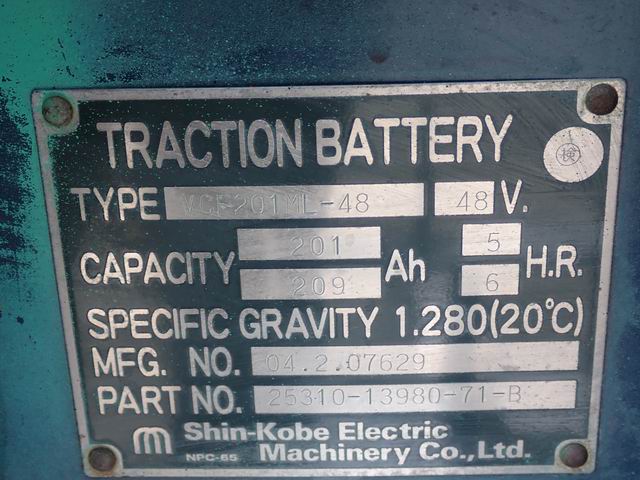 TRACTION BATTERY
検
TYPE VCF201ML-48 48 V.
CAPACITY 201 Ah 5 H.R.
209 6
SPECIFIC GRAVITY 1.280(20°C)
MFG. NO. 04.2.07629
PART NO. 25310-13980-71-B
m Shin-Kobe Electric
NPC-65 Machinery Co., Ltd.